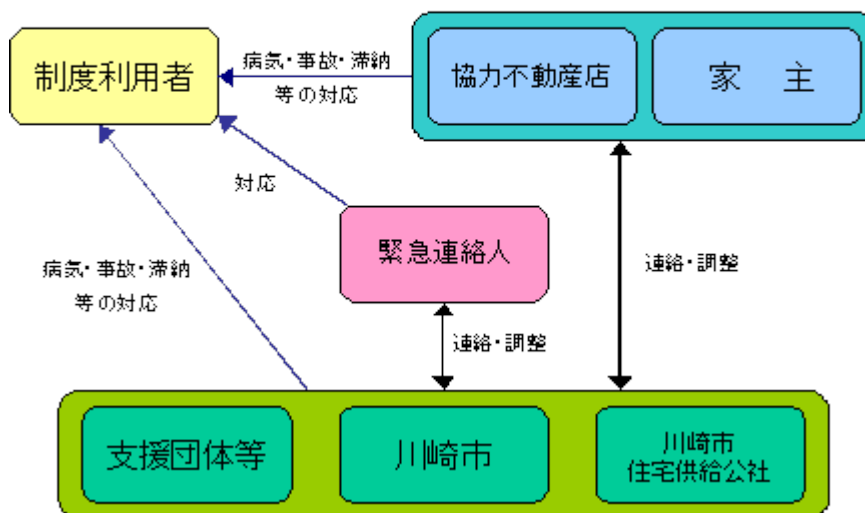 制度利用者
病気・事故・滞納
等の対応
協力不動産店
家　主
対応
緊急連絡人
病気・事故・滞納
等の対応
連絡・調整
連絡・調整
支援団体等
川崎市
川崎市
住宅供給公社